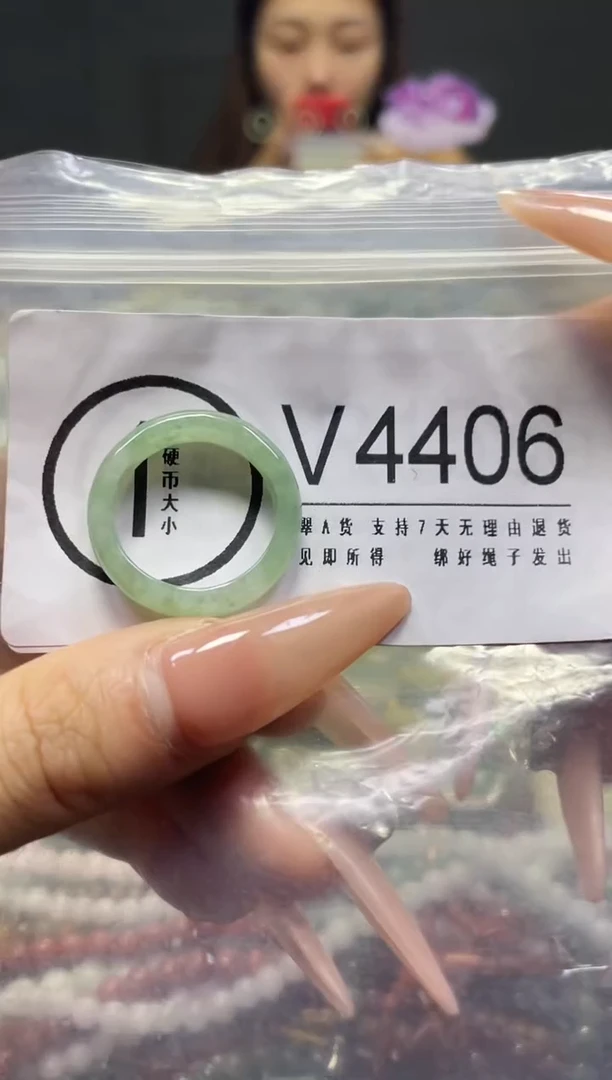 硬币大小
V4406
翠A货 支持7天无理由退货
见即所得 绑好绳子发出